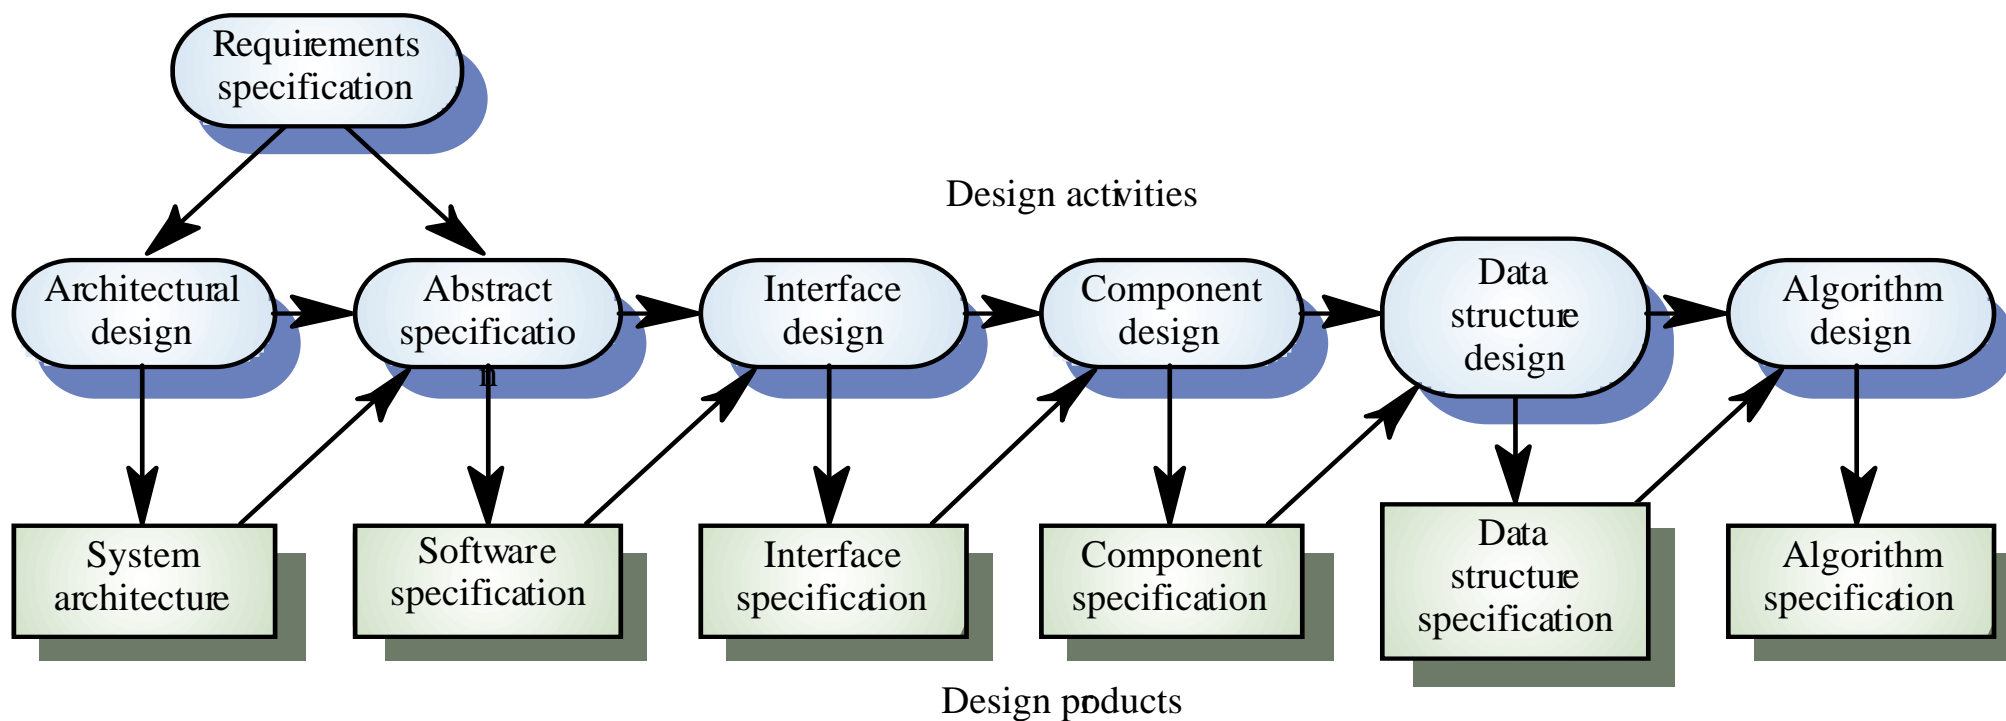 Requirements
specification
Design activities
Architectural
design
Abstract
specificatio
n
Interface
design
Component
design
Data
structure
design
Algorithm
design
System
architecture
Software
specification
Interface
specification
Component
specification
Data
structure
specification
Algorithm
specification
Design products